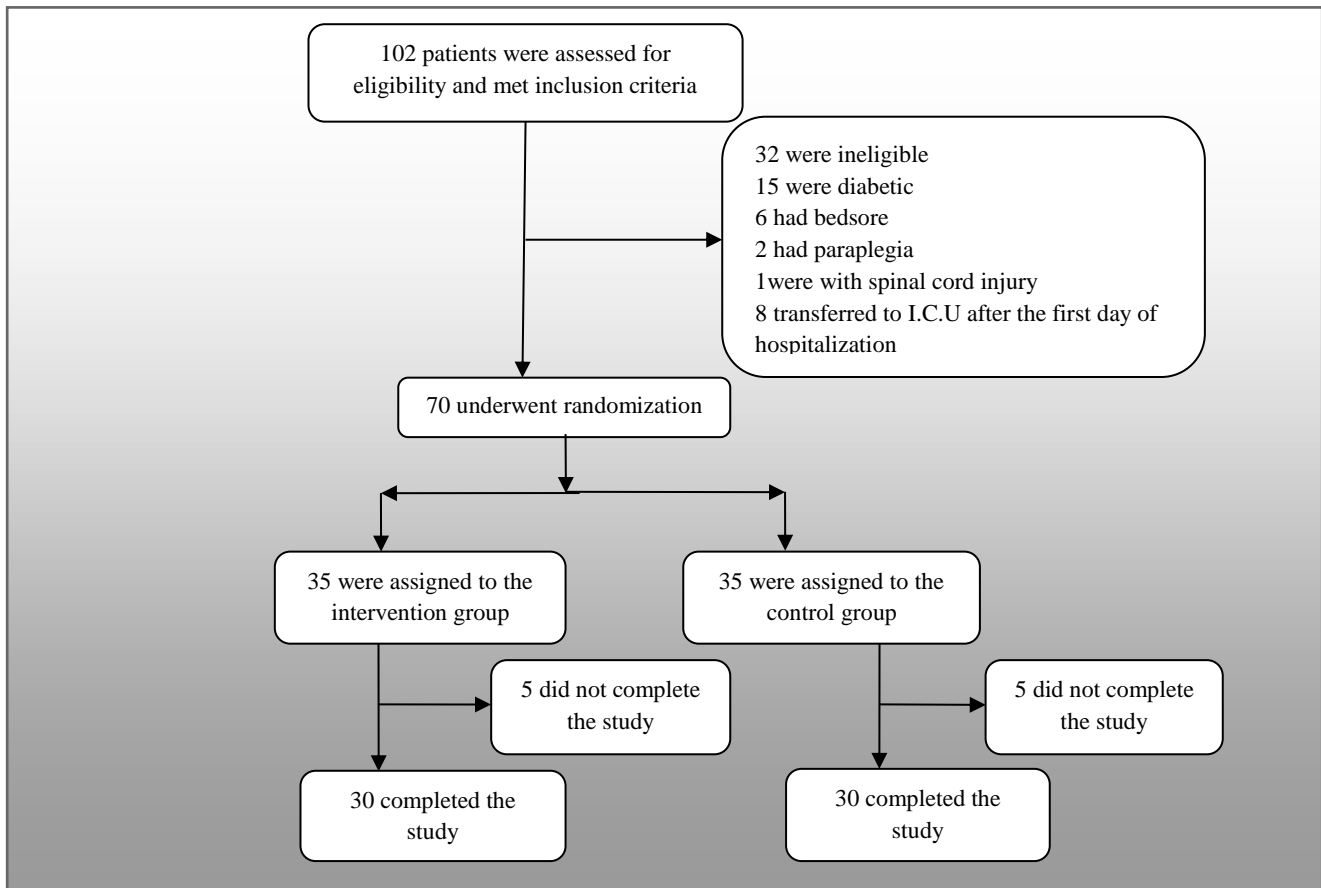 102 patients were assessed for
eligibility and met inclusion criteria
32 were ineligible
15 were diabetic
6 had bedsore
2 had paraplegia
1were with spinal cord injury
8 transferred to I.C.U after the first day of
hospitalization
70 underwent randomization
35 were assigned to the
intervention group
35 were assigned to the
control group
5 did not complete
the study
5 did not complete
the study
30 completed the
study
30 completed the
study